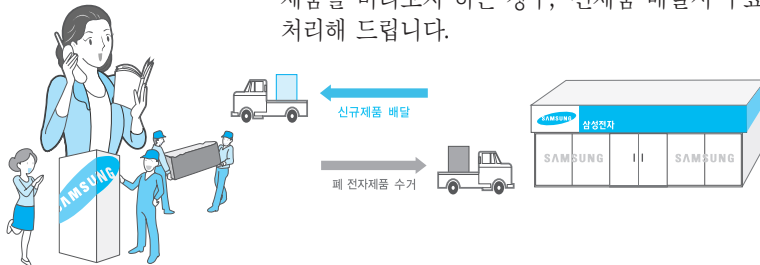 처리해 드립니다.
신규제품 배달
폐 전자제품 수거
SAMSUNG
SAMSUNG 삼성전자
SAMSUNG SAMSUNG